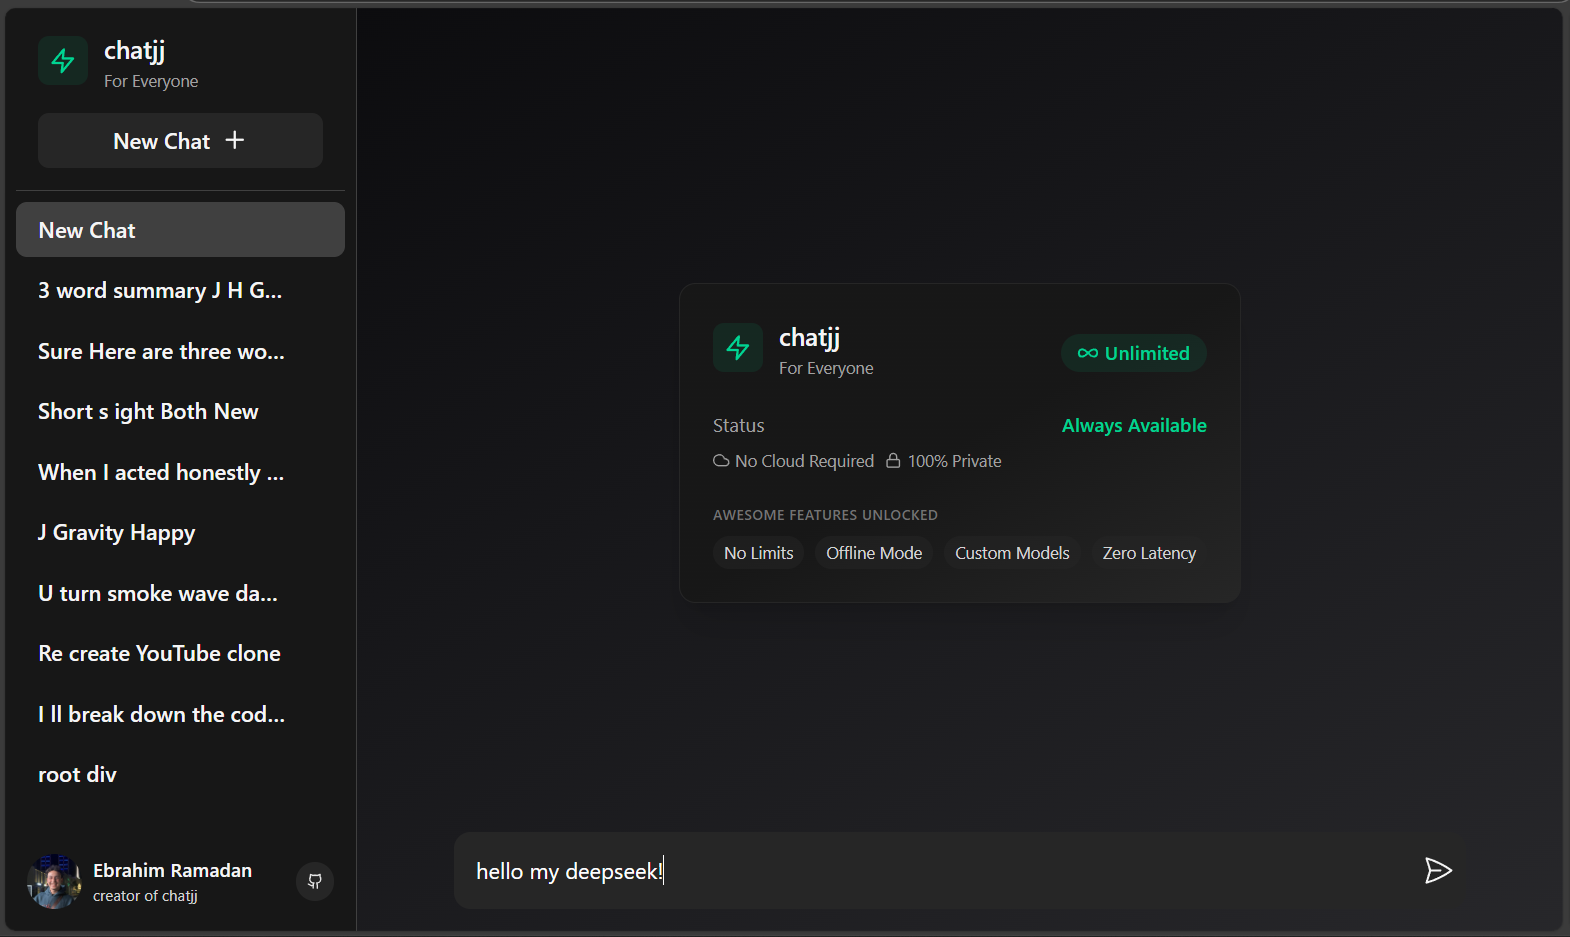 chatjj
For Everyone
New Chat
New Chat
3 word summary J H G...
Sure Here are three wo...
Short s ight Both New
When I acted honestly ...
J Gravity Happy
U turn smoke wave da...
Re create YouTube clone
I ll break down the cod...
root div
Ebrahim Ramadan
creator of chatjj
chatjj
For Everyone
Unlimited
Status
Always Available
No Cloud Required
100% Private
AWESOME FEATURES UNLOCKED
No Limits
Offline Mode
Custom Models
Zero Latency
hello my deepseek!